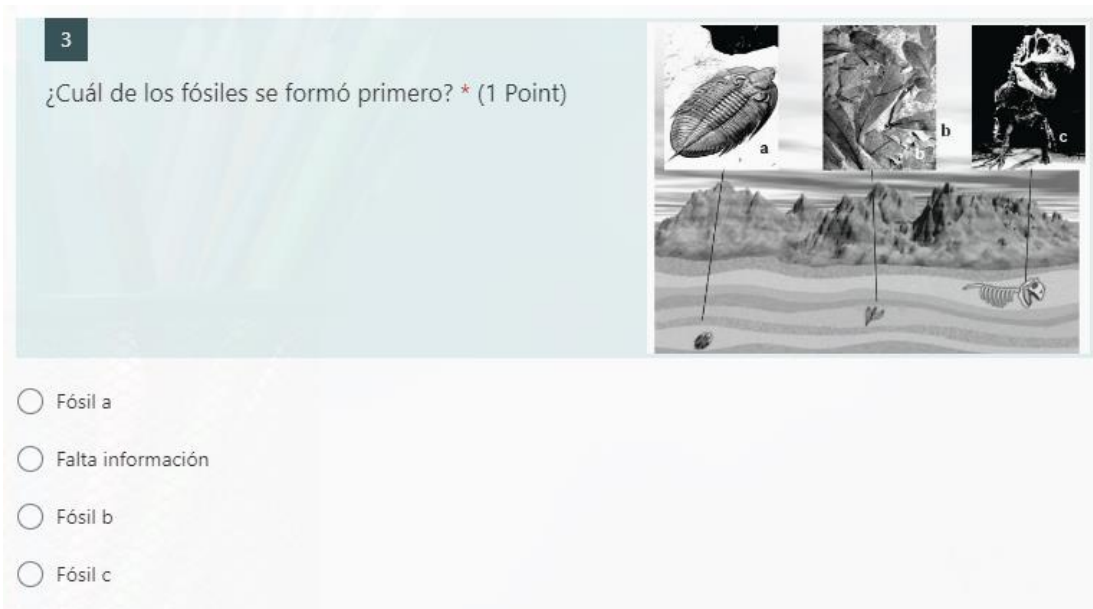 3
¿Cuál de los fósiles se formó primero? * (1 Point)
a
b
b
c
Fósil a
Falta información
Fósil b
Fósil c